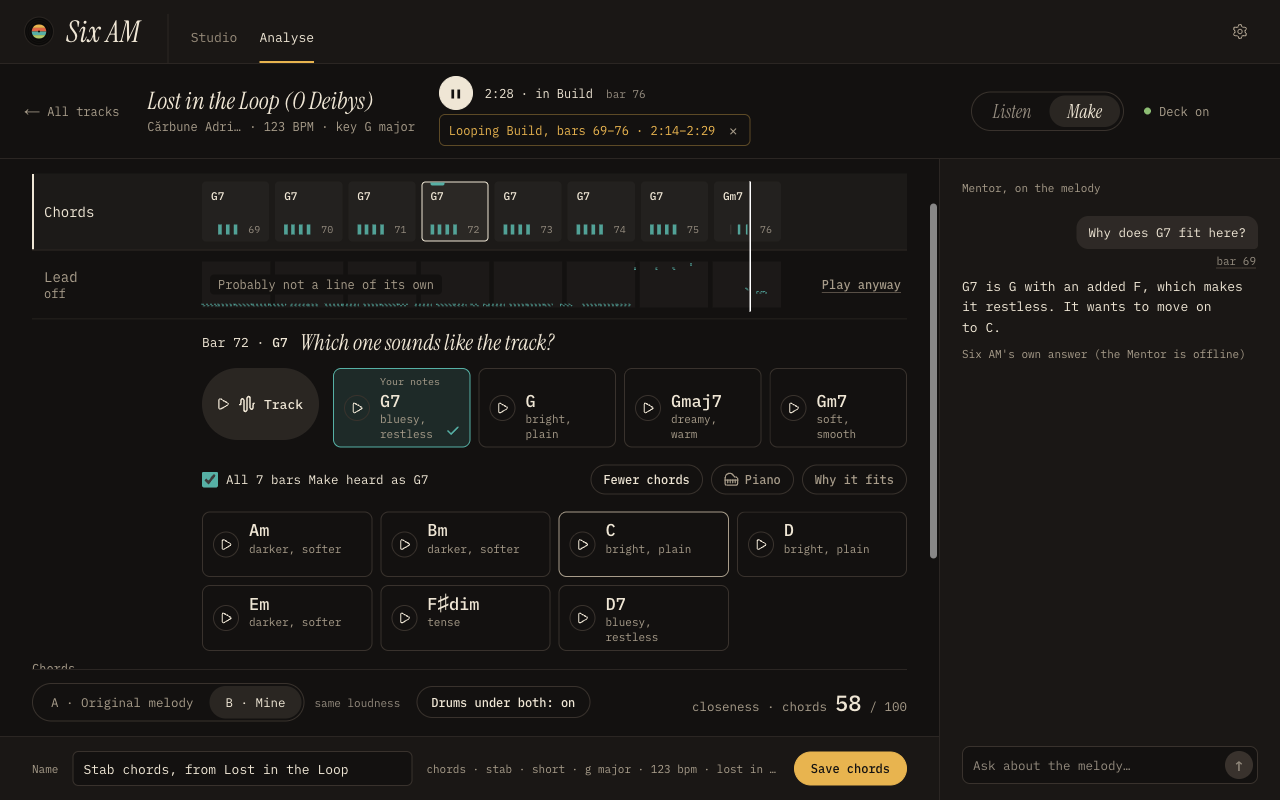 Six AM
Studio
Analyse
← All tracks
Lost in the Loop (O Deibys)
Cărbune Adri… · 123 BPM · key G major
2:28 · in Build bar 76
Looping Build, bars 69–76 · 2:14–2:29 ×
Listen
Make
Deck on
Chords
G7 69
G7 70
G7 71
G7 72
G7 73
G7 74
G7 75
Gm7 76
Lead
off
Probably not a line of its own
Play anyway
Bar 72 · G7 Which one sounds like the track?
Track
Your notes
G7
bluesy,
restless
G
bright,
plain
Gmaj7
dreamy,
warm
Gm7
soft,
smooth
All 7 bars Make heard as G7
Fewer chords
Piano
Why it fits
Am
darker, softer
Bm
darker, softer
C
bright, plain
D
bright, plain
Em
darker, softer
F♯dim
tense
D7
bluesy,
restless
Chords
A · Original melody
B · Mine
same loudness
Drums under both: on
closeness · chords 58 / 100
Name
Stab chords, from Lost in the Loop
chords · stab · short · g major · 123 bpm · lost in …
Save chords
Mentor, on the melody
Why does G7 fit here?
bar 69
G7 is G with an added F, which makes
it restless. It wants to move on
to C.
Six AM's own answer (the Mentor is offline)
Ask about the melody…